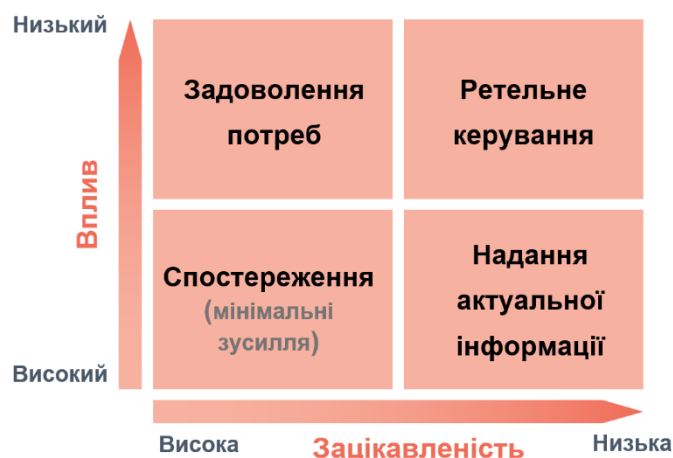 Низький
Вплив
Високий
Задоволення
потреб
Ретельне
керування
Спостереження
(мінімальні
зусилля)
Надання
актуальної
інформації
Висока
Зацікавленість
Низька